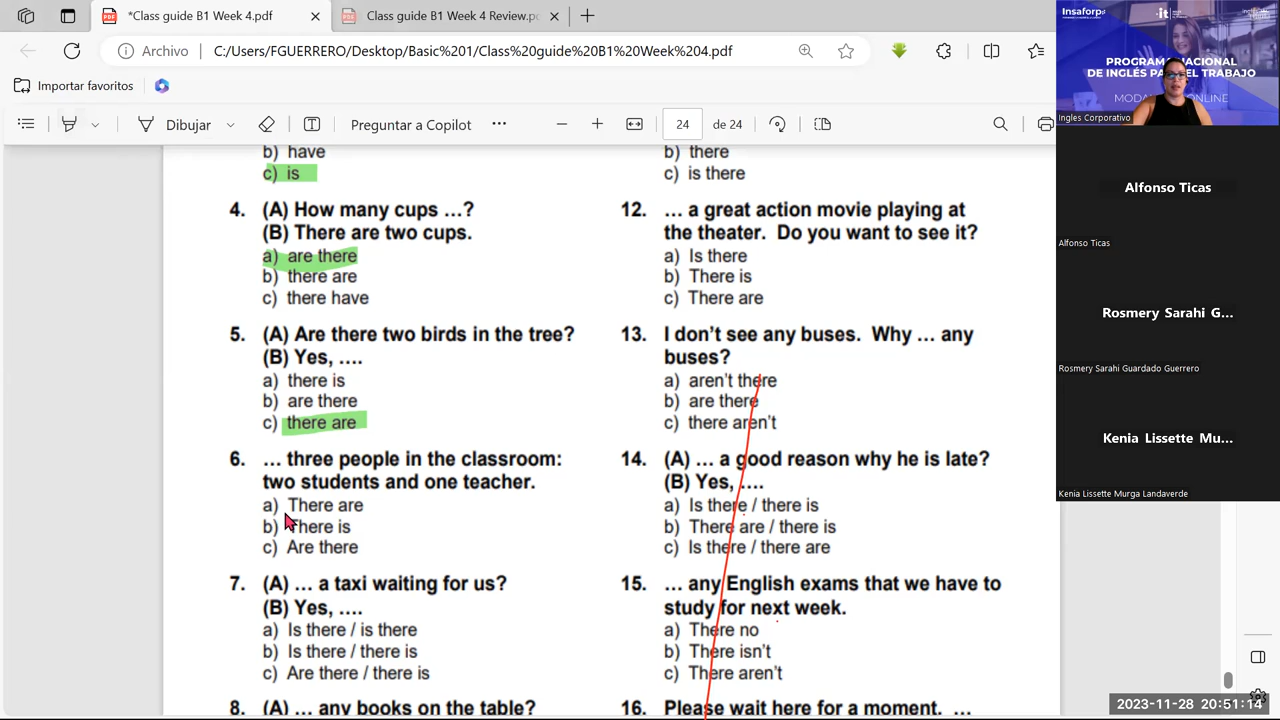 *Class guide B1 Week 4.pdf
Class guide B1 Week 4 Review.pdf
Archivo
C:/Users/FGUERRERO/Desktop/Basic%201/Class%20guide%20B1%20Week%204.pdf
Importar favoritos
Dibujar
Preguntar a Copilot
24
de 24
b) have
c) is
4. (A) How many cups …?
(B) There are two cups.
a) are there
b) there are
c) there have
5. (A) Are there two birds in the tree?
(B) Yes, ….
a) there is
b) are there
c) there are
6. … three people in the classroom:
two students and one teacher.
a) There are
b) There is
c) Are there
7. (A) … a taxi waiting for us?
(B) Yes, ….
a) Is there / is there
b) Is there / there is
c) Are there / there is
8. (A) … any books on the table?
b) there
c) is there
12. … a great action movie playing at
the theater. Do you want to see it?
a) Is there
b) There is
c) There are
13. I don't see any buses. Why … any
buses?
a) aren't there
b) are there
c) there aren't
14. (A) … a good reason why he is late?
(B) Yes, ….
a) Is there / there is
b) There are / there is
c) Is there / there are
15. … any English exams that we have to
study for next week.
a) There no
b) There isn't
c) There aren't
16. Please wait here for a moment. …
Insaforp
PROGRAMA NACIONAL
DE INGLÉS PARA EL TRABAJO
Ingles Corporativo
Alfonso Ticas
Alfonso Ticas
Rosmery Sarahi G...
Rosmery Sarahi Guardado Guerrero
Kenia Lissette Mu...
Kenia Lissette Murga Landaverde
2023-11-28 20:51:14